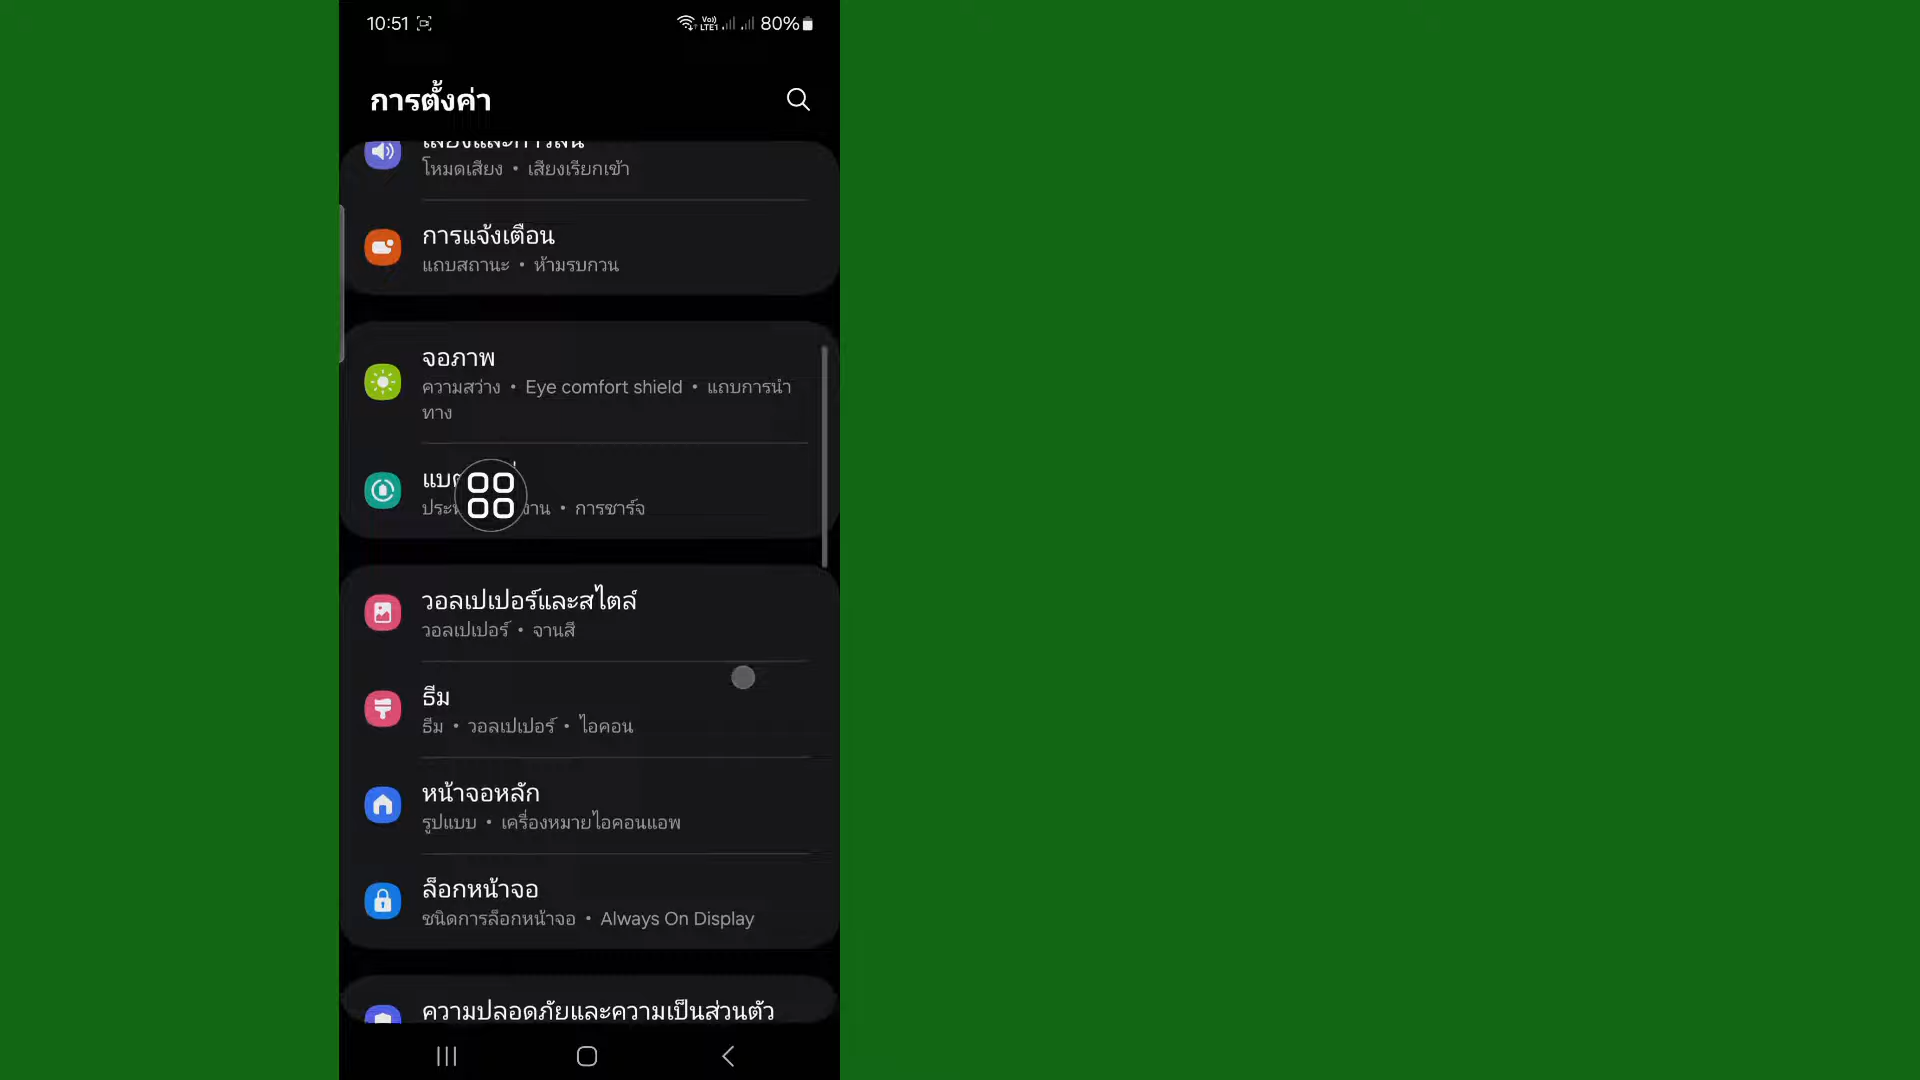 10:51 Vo)) LTE1 80%
การตั้งค่า
โหมดเสียง • เสียงเรียกเข้า
การแจ้งเตือน
แถบสถานะ • ห้ามรบกวน
จอภาพ
ความสว่าง • Eye comfort shield • แถบการนำ
ทาง
• การชาร์จ
วอลเปเปอร์และสไตล์
วอลเปเปอร์ • จานสี
ธีม
ธีม • วอลเปเปอร์ • ไอคอน
หน้าจอหลัก
รูปแบบ • เครื่องหมายไอคอนแอพ
ล็อกหน้าจอ
ชนิดการล็อกหน้าจอ • Always On Display
ความปลอดภัยและความเป็นส่วนตัว